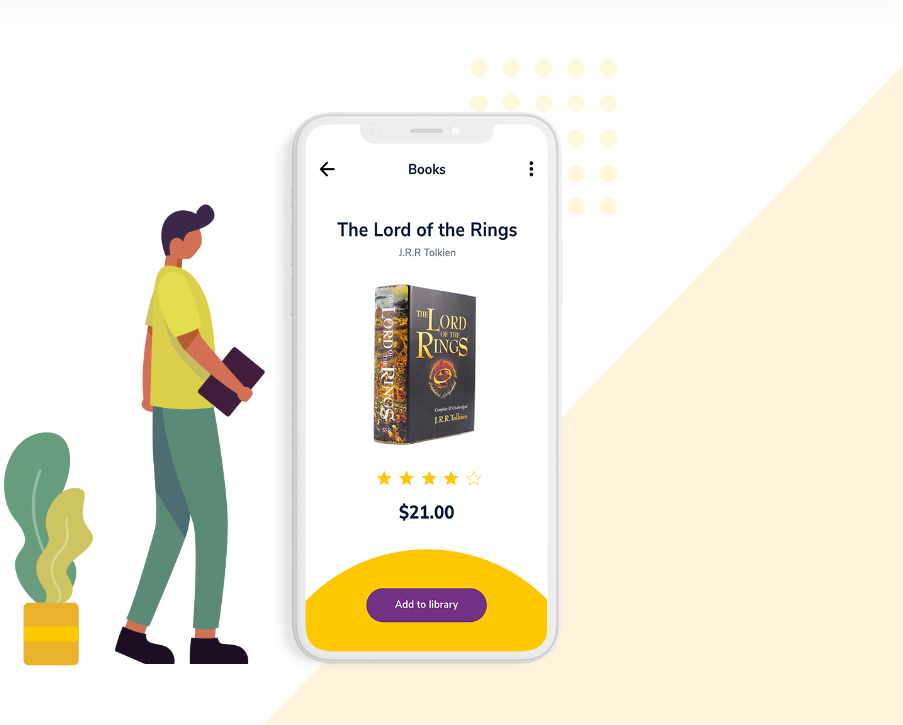 Books
The Lord of the Rings
J.R.R Tolkien
THE
LORD
OF THE
RINGS
THE
LORD
OF THE
RINGS
Complete & Unabridged
J.R.R.Tolkien
$21.00
Add to library